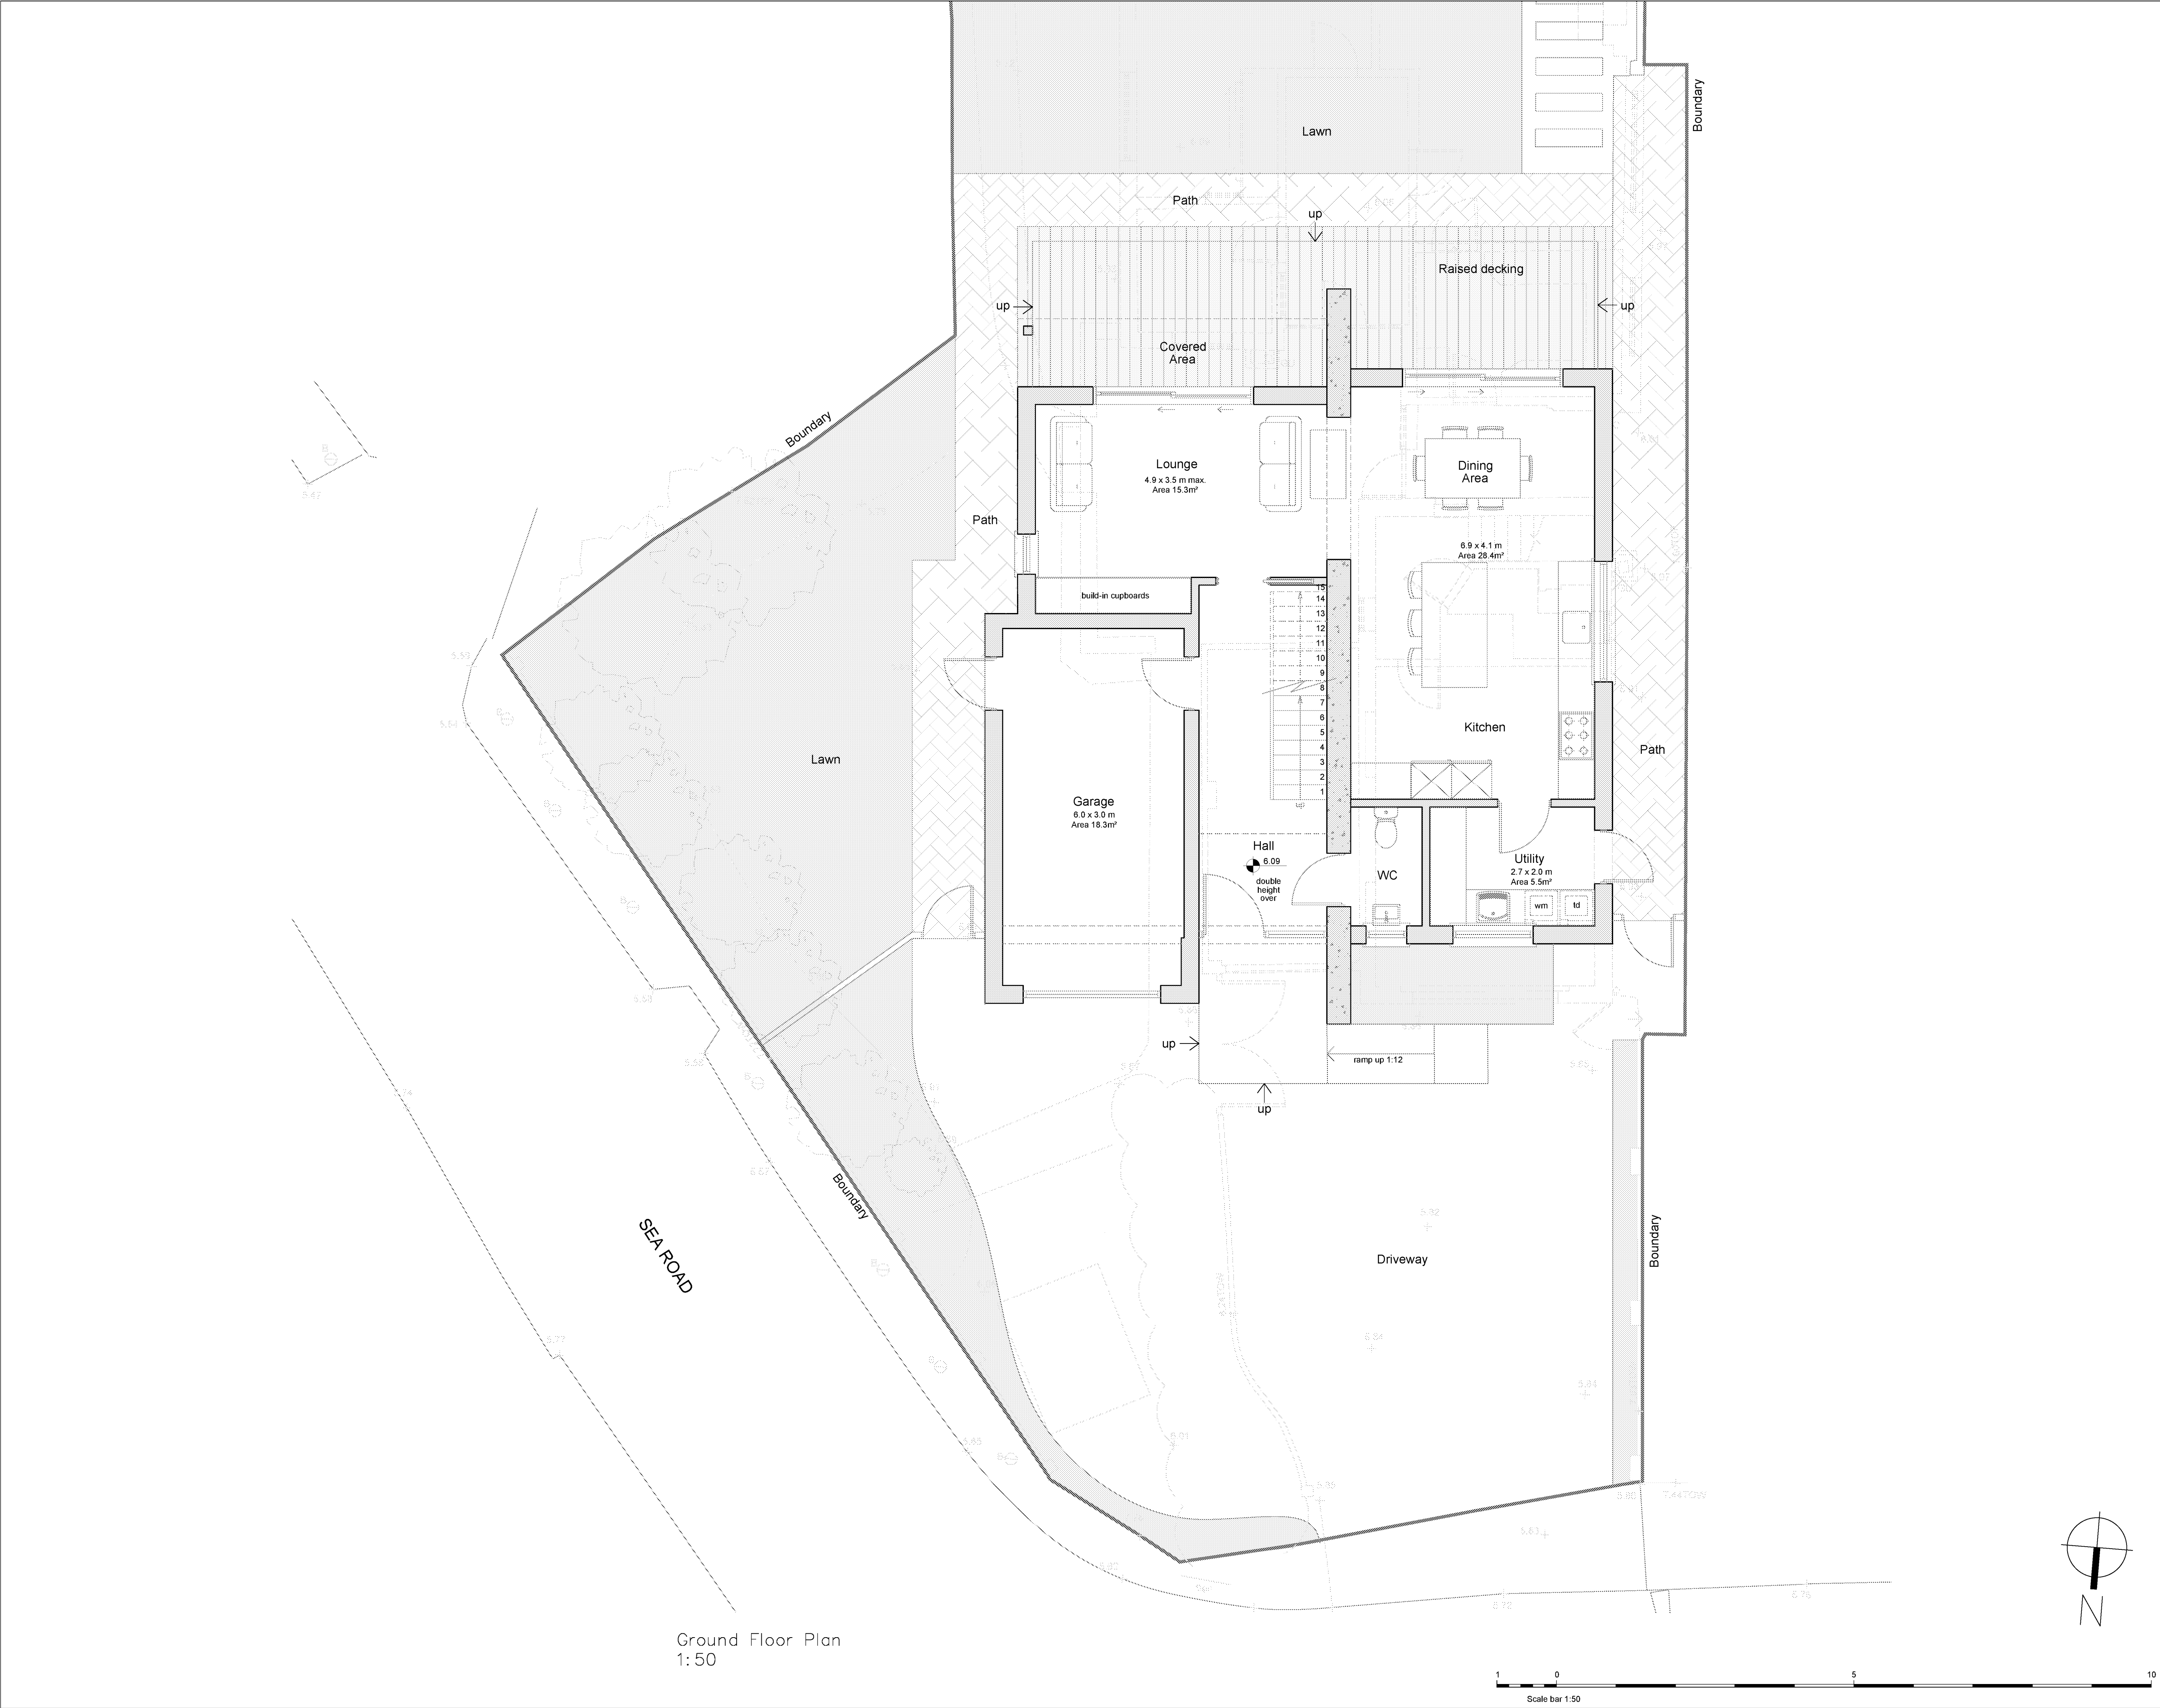 Boundary
Lawn
Path
up
Raised decking
up
up
Covered
Area
Boundary
Lounge
4.9 x 3.5 m max.
Area 15.3m²
Dining
Area
Path
6.9 x 4.1 m
Area 28.4m²
build-in cupboards
15
14
13
12
11
10
9
8
7
6
5
4
3
2
1
Kitchen
Path
Lawn
Garage
6.0 x 3.0 m
Area 18.3m²
Hall
6.09
double
height
over
WC
Utility
2.7 x 2.0 m
Area 5.5m²
wm
td
up
ramp up 1:12
up
Boundary
SEA ROAD
Driveway
Boundary
N
Ground Floor Plan
1:50
1
0
5
10
Scale bar 1:50